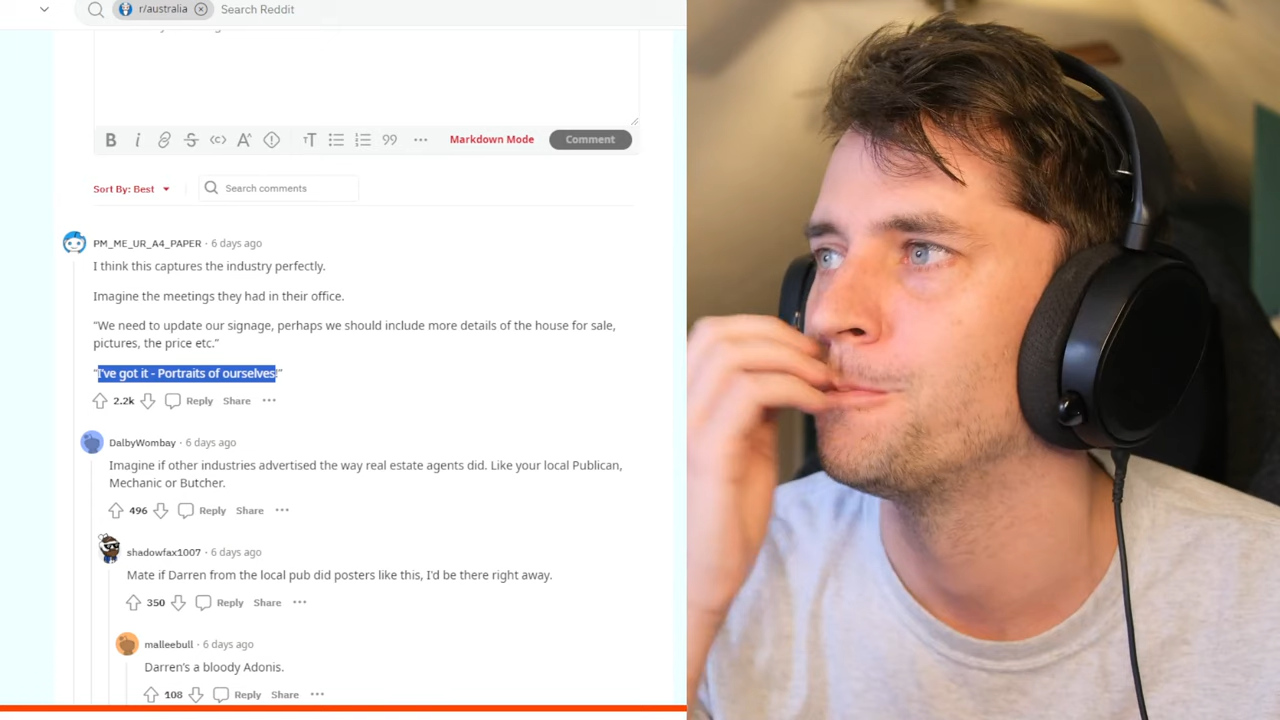 r/australia Search Reddit
Markdown Mode Comment
Sort By: Best Search comments
PM_ME_UR_A4_PAPER · 6 days ago
I think this captures the industry perfectly.
Imagine the meetings they had in their office.
"We need to update our signage, perhaps we should include more details of the house for sale,
pictures, the price etc."
"I've got it - Portraits of ourselves!"
2.2k Reply Share
DalbyWombay · 6 days ago
Imagine if other industries advertised the way real estate agents did. Like your local Publican,
Mechanic or Butcher.
496 Reply Share
shadowfax1007 · 6 days ago
Mate if Darren from the local pub did posters like this, I'd be there right away.
350 Reply Share
malleebull · 6 days ago
Darren's a bloody Adonis.
108 Reply Share